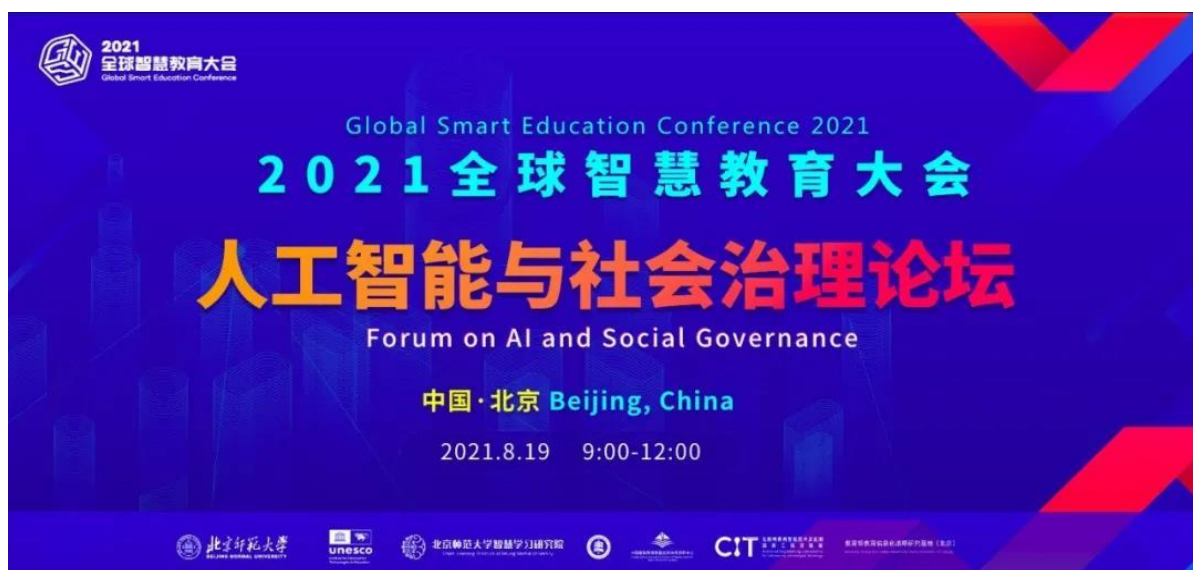 2021
全球智慧教育大会
Global Smart Education Conference
Global Smart Education Conference 2021
2021全球智慧教育大会
人工智能与社会治理论坛
Forum on AI and Social Governance
中国·北京 Beijing, China
2021.8.19 9:00-12:00
北京师范大学
BEIJING NORMAL UNIVERSITY
unesco
北京师范大学智慧学习研究院
CIT